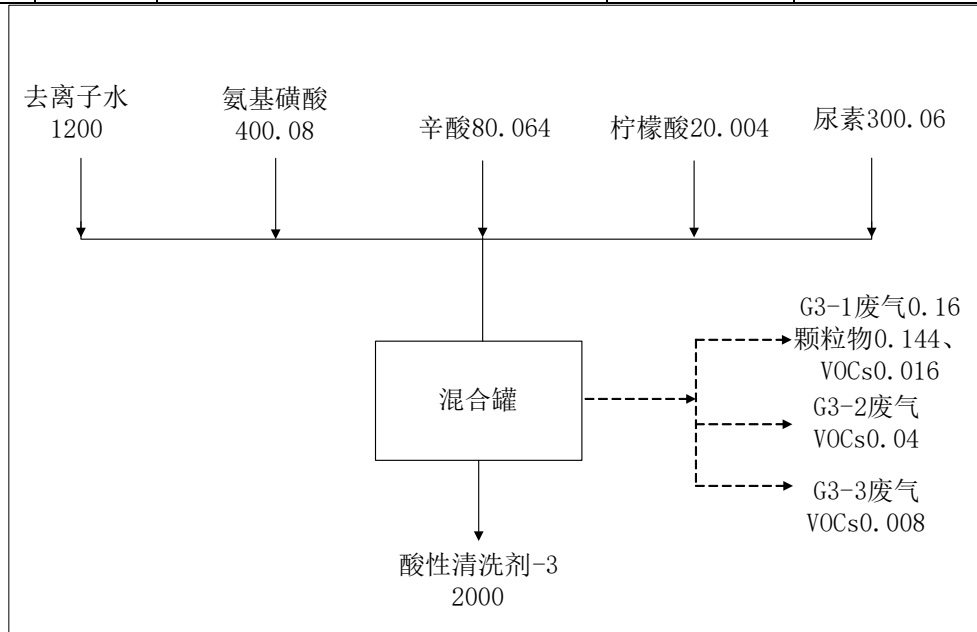 去离子水
1200
氨基磺酸
400.08
辛酸80.064
柠檬酸20.004
尿素300.06
G3-1废气0.16
颗粒物0.144、
VOCs0.016
混合罐
G3-2废气
VOCs0.04
G3-3废气
VOCs0.008
酸性清洗剂-3
2000